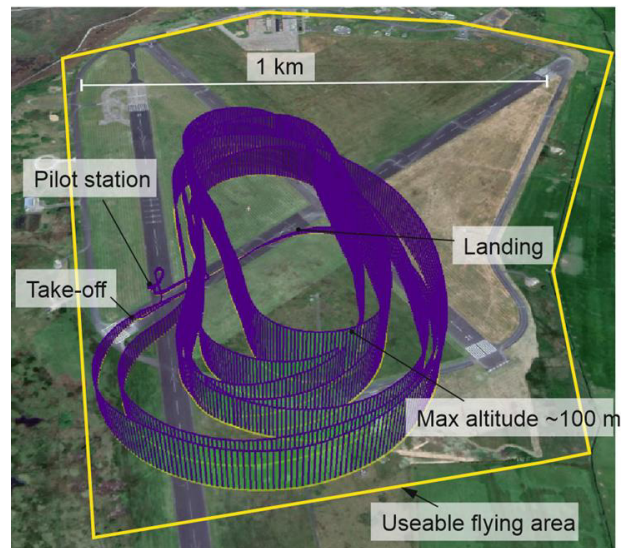 1 km
Pilot station
Landing
Take-off
Max altitude ~100 m
Useable flying area